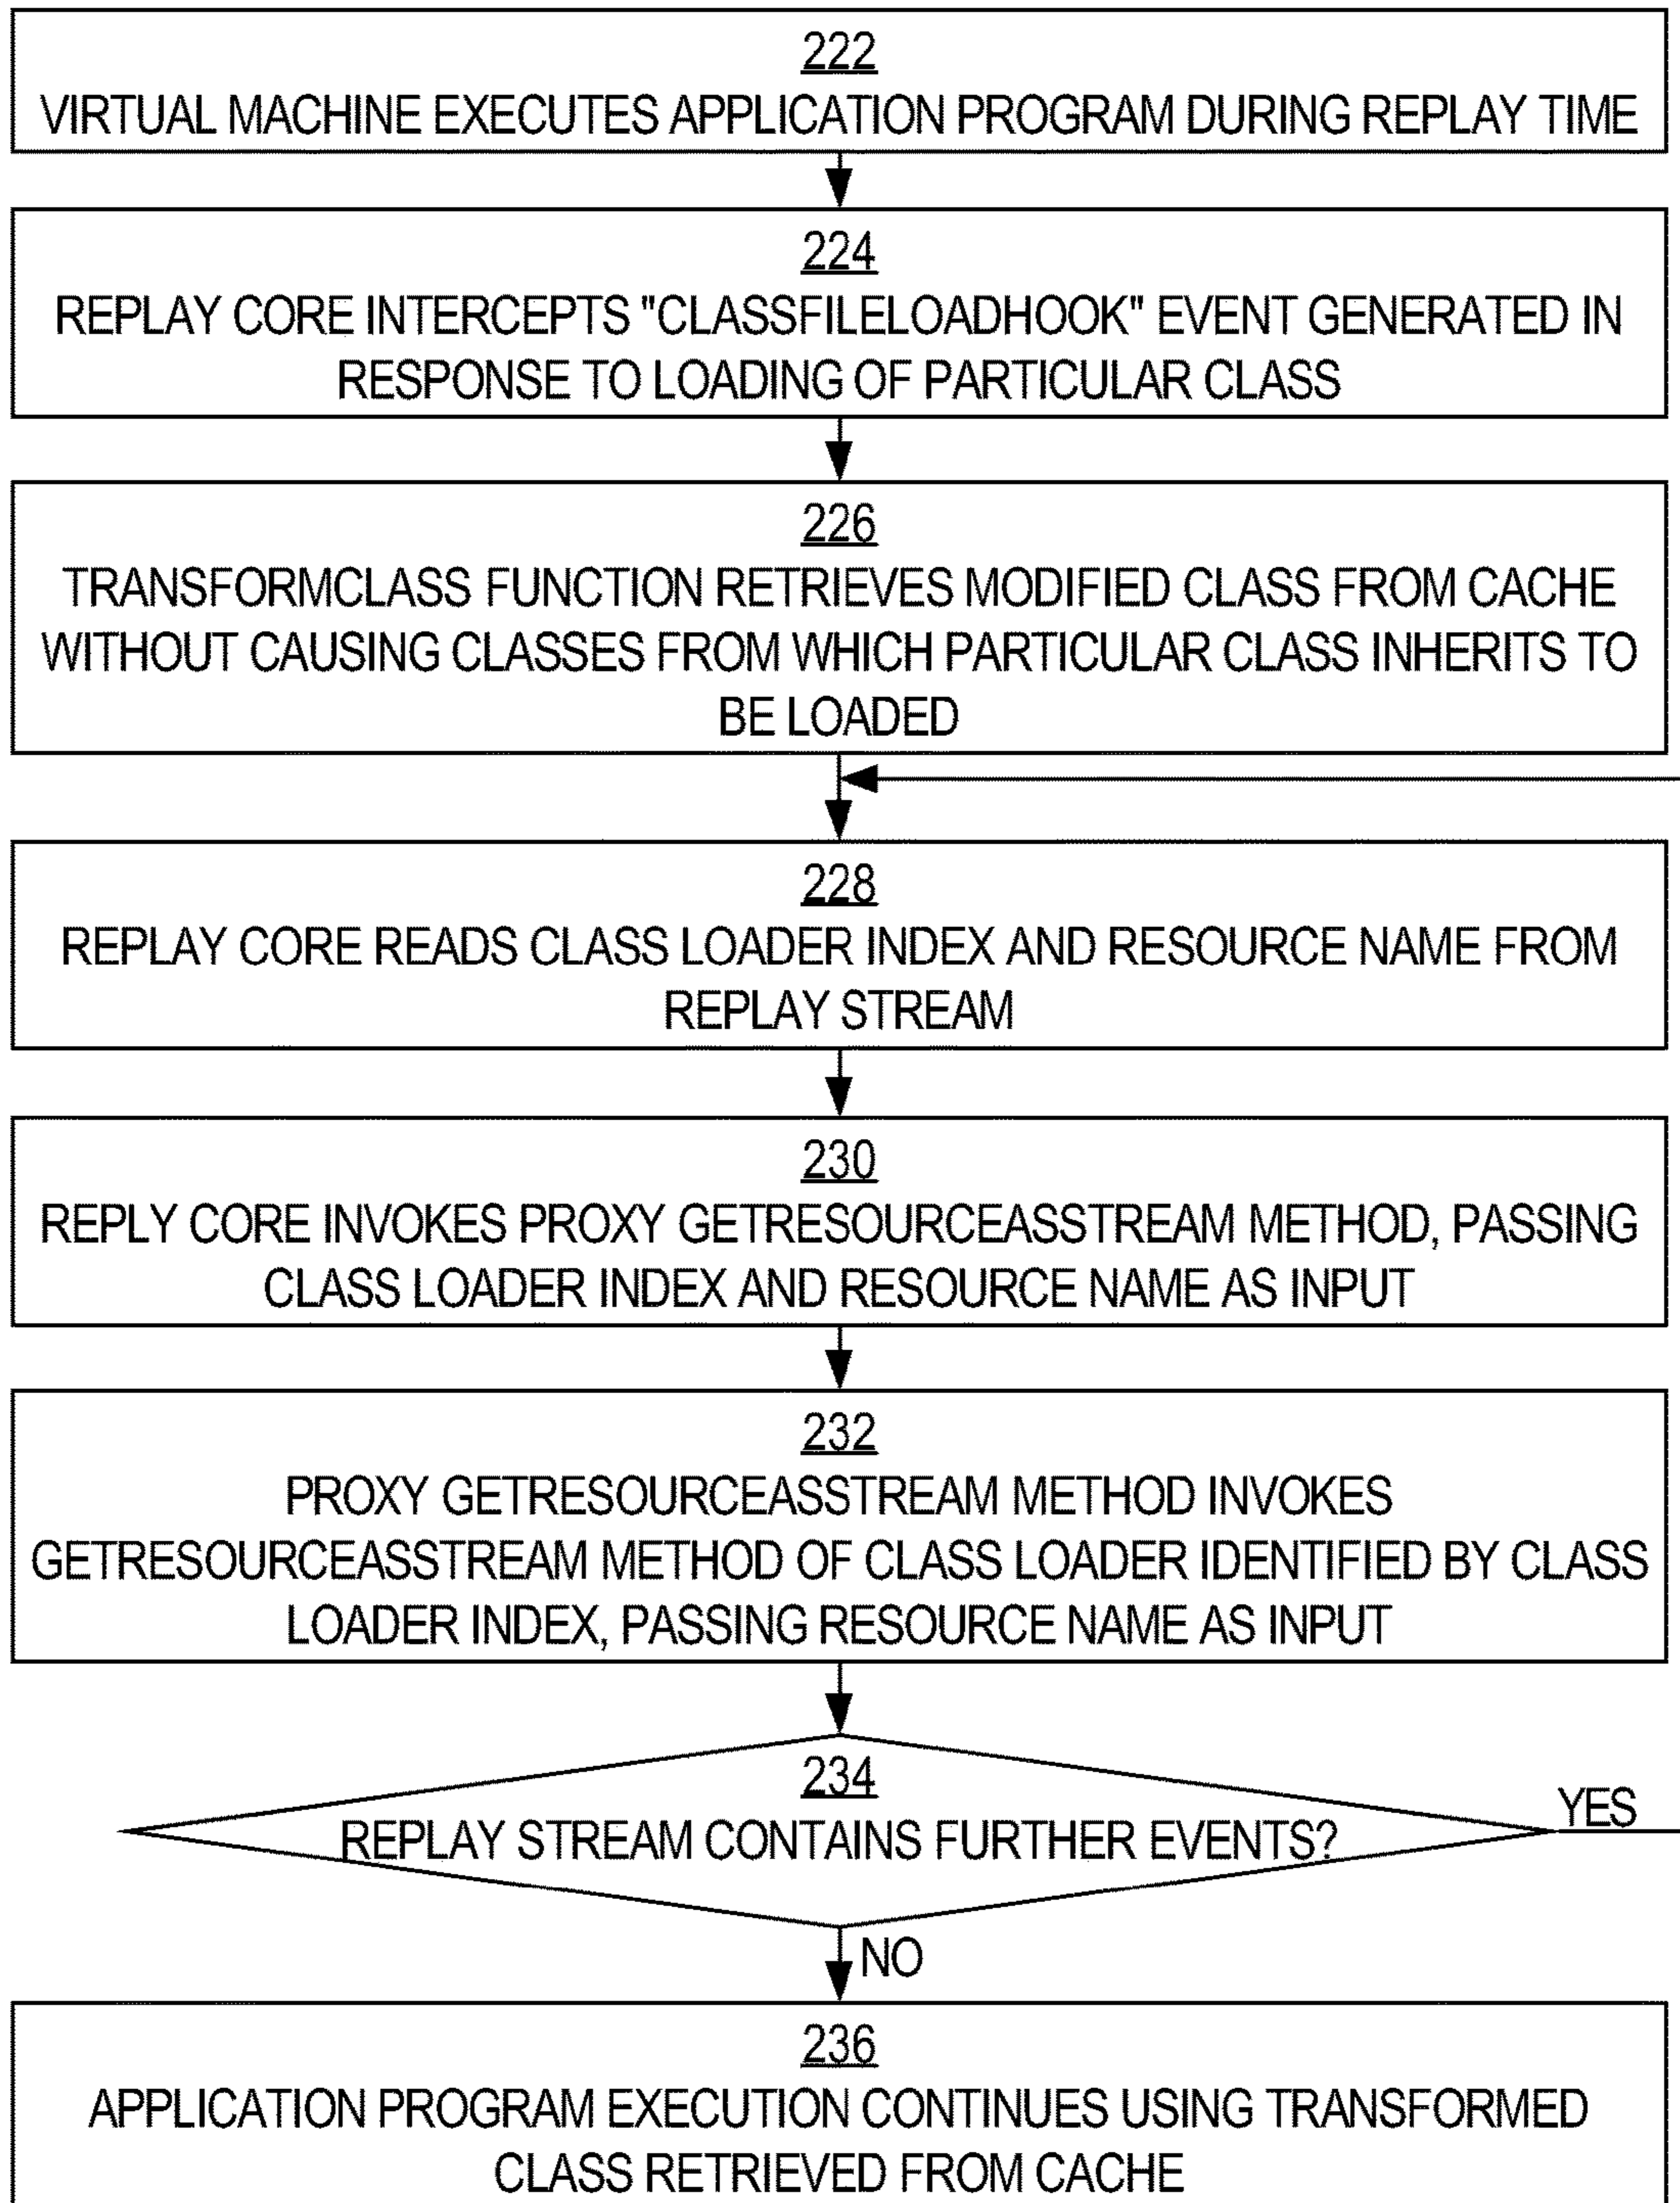 222
VIRTUAL MACHINE EXECUTES APPLICATION PROGRAM DURING REPLAY TIME
224
REPLAY CORE INTERCEPTS "CLASSFILELOADHOOK" EVENT GENERATED IN
RESPONSE TO LOADING OF PARTICULAR CLASS
226
TRANSFORMCLASS FUNCTION RETRIEVES MODIFIED CLASS FROM CACHE
WITHOUT CAUSING CLASSES FROM WHICH PARTICULAR CLASS INHERITS TO
BE LOADED
228
REPLAY CORE READS CLASS LOADER INDEX AND RESOURCE NAME FROM
REPLAY STREAM
230
REPLY CORE INVOKES PROXY GETRESOURCEASSTREAM METHOD, PASSING
CLASS LOADER INDEX AND RESOURCE NAME AS INPUT
232
PROXY GETRESOURCEASSTREAM METHOD INVOKES
GETRESOURCEASSTREAM METHOD OF CLASS LOADER IDENTIFIED BY CLASS
LOADER INDEX, PASSING RESOURCE NAME AS INPUT
234
REPLAY STREAM CONTAINS FURTHER EVENTS?
YES
NO
236
APPLICATION PROGRAM EXECUTION CONTINUES USING TRANSFORMED
CLASS RETRIEVED FROM CACHE